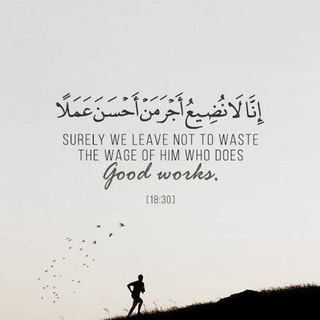 إِنَّا لَا نُضِيعُ أَجْرَ مَنْ أَحْسَنَ عَمَلًا
SURELY WE LEAVE NOT TO WASTE
THE WAGE OF HIM WHO DOES
Good works.
(18:30)